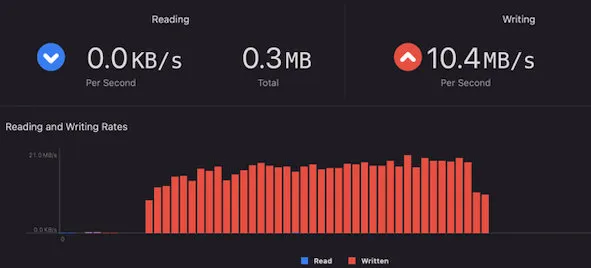 Reading
Writing
0.0 KB/s
0.3 MB
10.4 MB/s
Per Second
Total
Per Second
Reading and Writing Rates
21.0 MB/s
0.0 KB/s
0
Read
Written